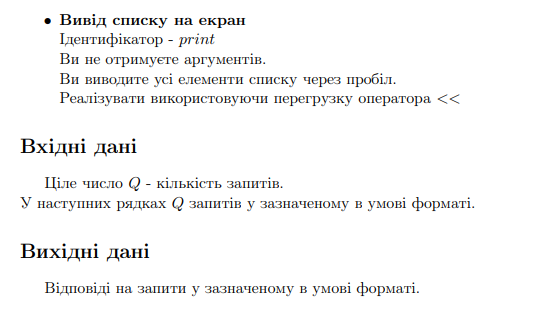 • Вивід списку на екран
Ідентифікатор - print
Ви не отримуєте аргументів.
Ви виводите усі елементи списку через пробіл.
Реалізувати використовуючи перегрузку оператора <<
Вхідні дані
Ціле число Q - кількість запитів.
У наступних рядках Q запитів у зазначеному в умові форматі.
Вихідні дані
Відповіді на запити у зазначеному в умові форматі.